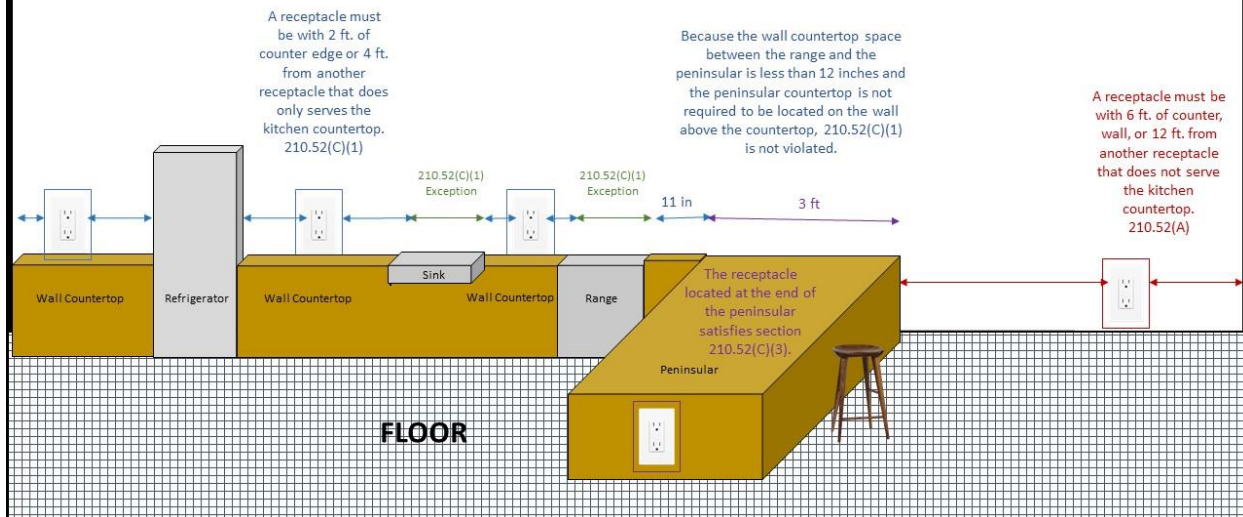 A receptacle must
be with 2 ft. of
counter edge or 4 ft.
from another
receptacle that does
only serves the
kitchen countertop.
210.52(C)(1)
Because the wall countertop space
between the range and the
peninsular is less than 12 inches and
the peninsular countertop is not
required to be located on the wall
above the countertop, 210.52(C)(1)
is not violated.
A receptacle must be
with 6 ft. of counter,
wall, or 12 ft. from
another receptacle
that does not serve
the kitchen
countertop.
210.52(A)
210.52(C)(1)
Exception
210.52(C)(1)
Exception
11 in
3 ft
Wall Countertop
Refrigerator
Wall Countertop
Sink
Wall Countertop
Range
The receptacle
located at the end of
the peninsular
satisfies section
210.52(C)(3).
Peninsular
FLOOR